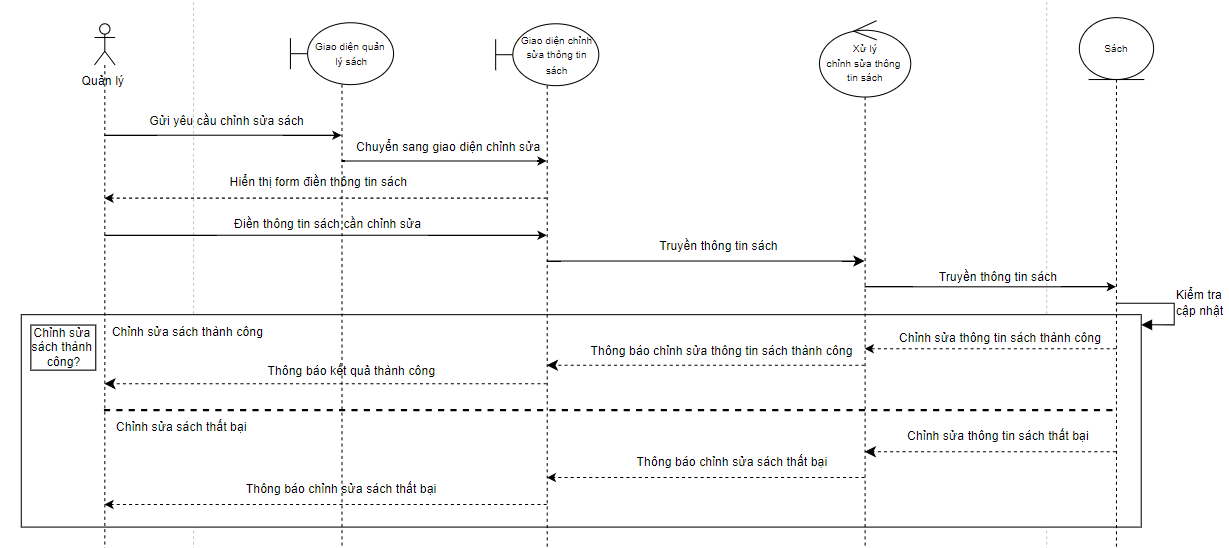 Quản lý
Giao diện quản
lý sách
Giao diện chỉnh
sửa thông tin
sách
Xử lý
chỉnh sửa thông
tin sách
Sách
Gửi yêu cầu chỉnh sửa sách
Chuyển sang giao diện chỉnh sửa
Hiển thị form điền thông tin sách
Điền thông tin sách cần chỉnh sửa
Truyền thông tin sách
Truyền thông tin sách
Kiểm tra
cập nhật
Chỉnh sửa
sách thành
công?
Chỉnh sửa sách thành công
Chỉnh sửa thông tin sách thành công
Thông báo chỉnh sửa thông tin sách thành công
Thông báo kết quả thành công
Chỉnh sửa sách thất bại
Chỉnh sửa thông tin sách thất bại
Thông báo chỉnh sửa sách thất bại
Thông báo chỉnh sửa sách thất bại